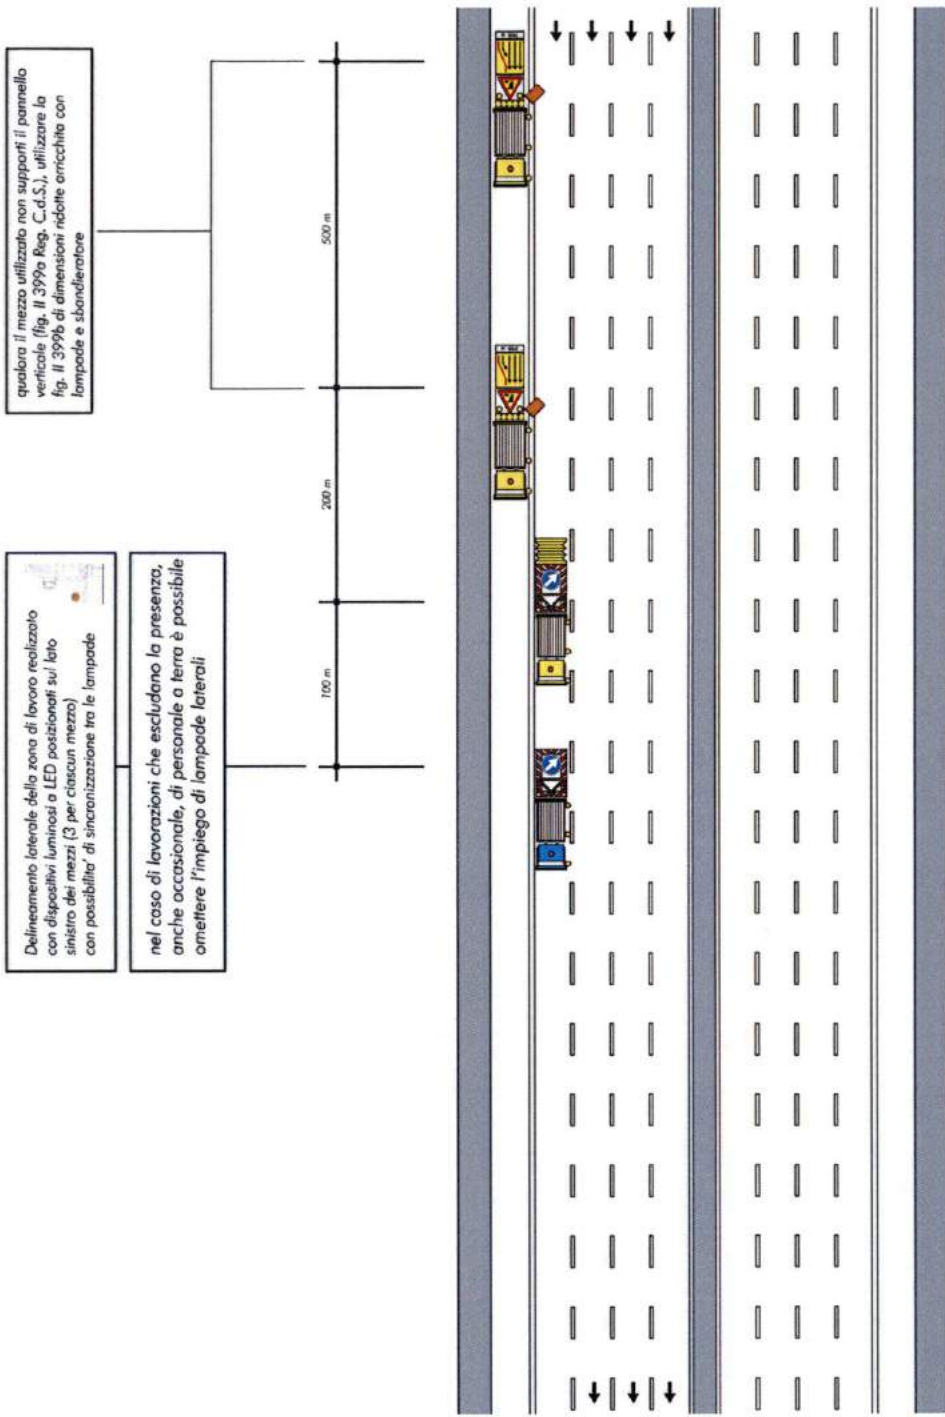 qualora il mezzo utilizzato non supporti il pannello
verticale (fig. II 399a Reg. C.d.S.), utilizzare la
fig. II 399b di dimensioni ridotte arricchita con
lampade e sbandieratore
Delineamento laterale della zona di lavoro realizzato
con dispositivi luminosi a LED posizionati sul lato
sinistro dei mezzi (3 per ciascun mezzo)
con possibilita' di sincronizzazione tra le lampade
nel caso di lavorazioni che escludano la presenza,
anche occasionale, di personale a terra è possibile
omettere l'impiego di lampade laterali
500 m
200 m
100 m